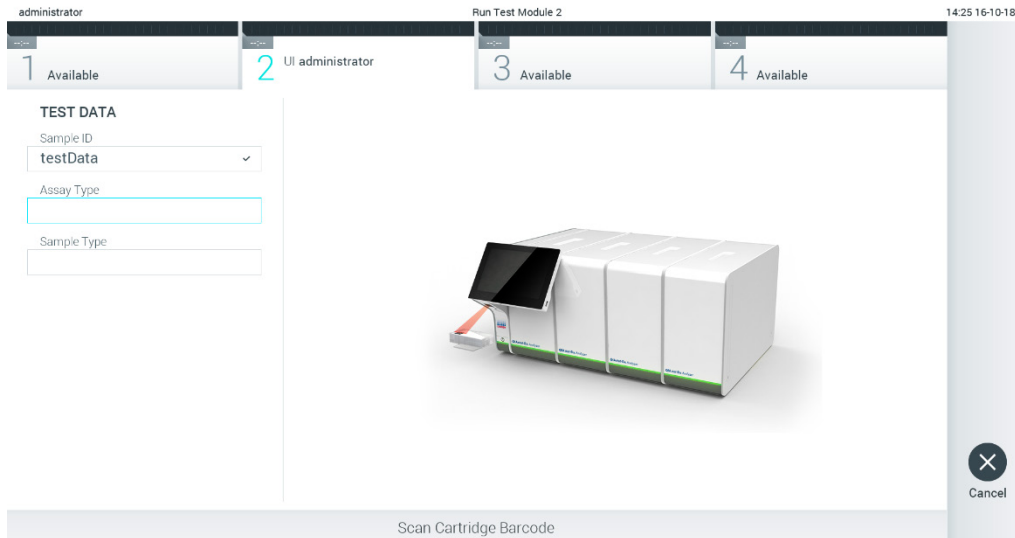 administrator
Run Test Module 2
14:25 16-10-18
--:--
1 Available
--:--
2 UI administrator
--:--
3 Available
--:--
4 Available
TEST DATA
Sample ID
testData
Assay Type
Sample Type
Cancel
Scan Cartridge Barcode